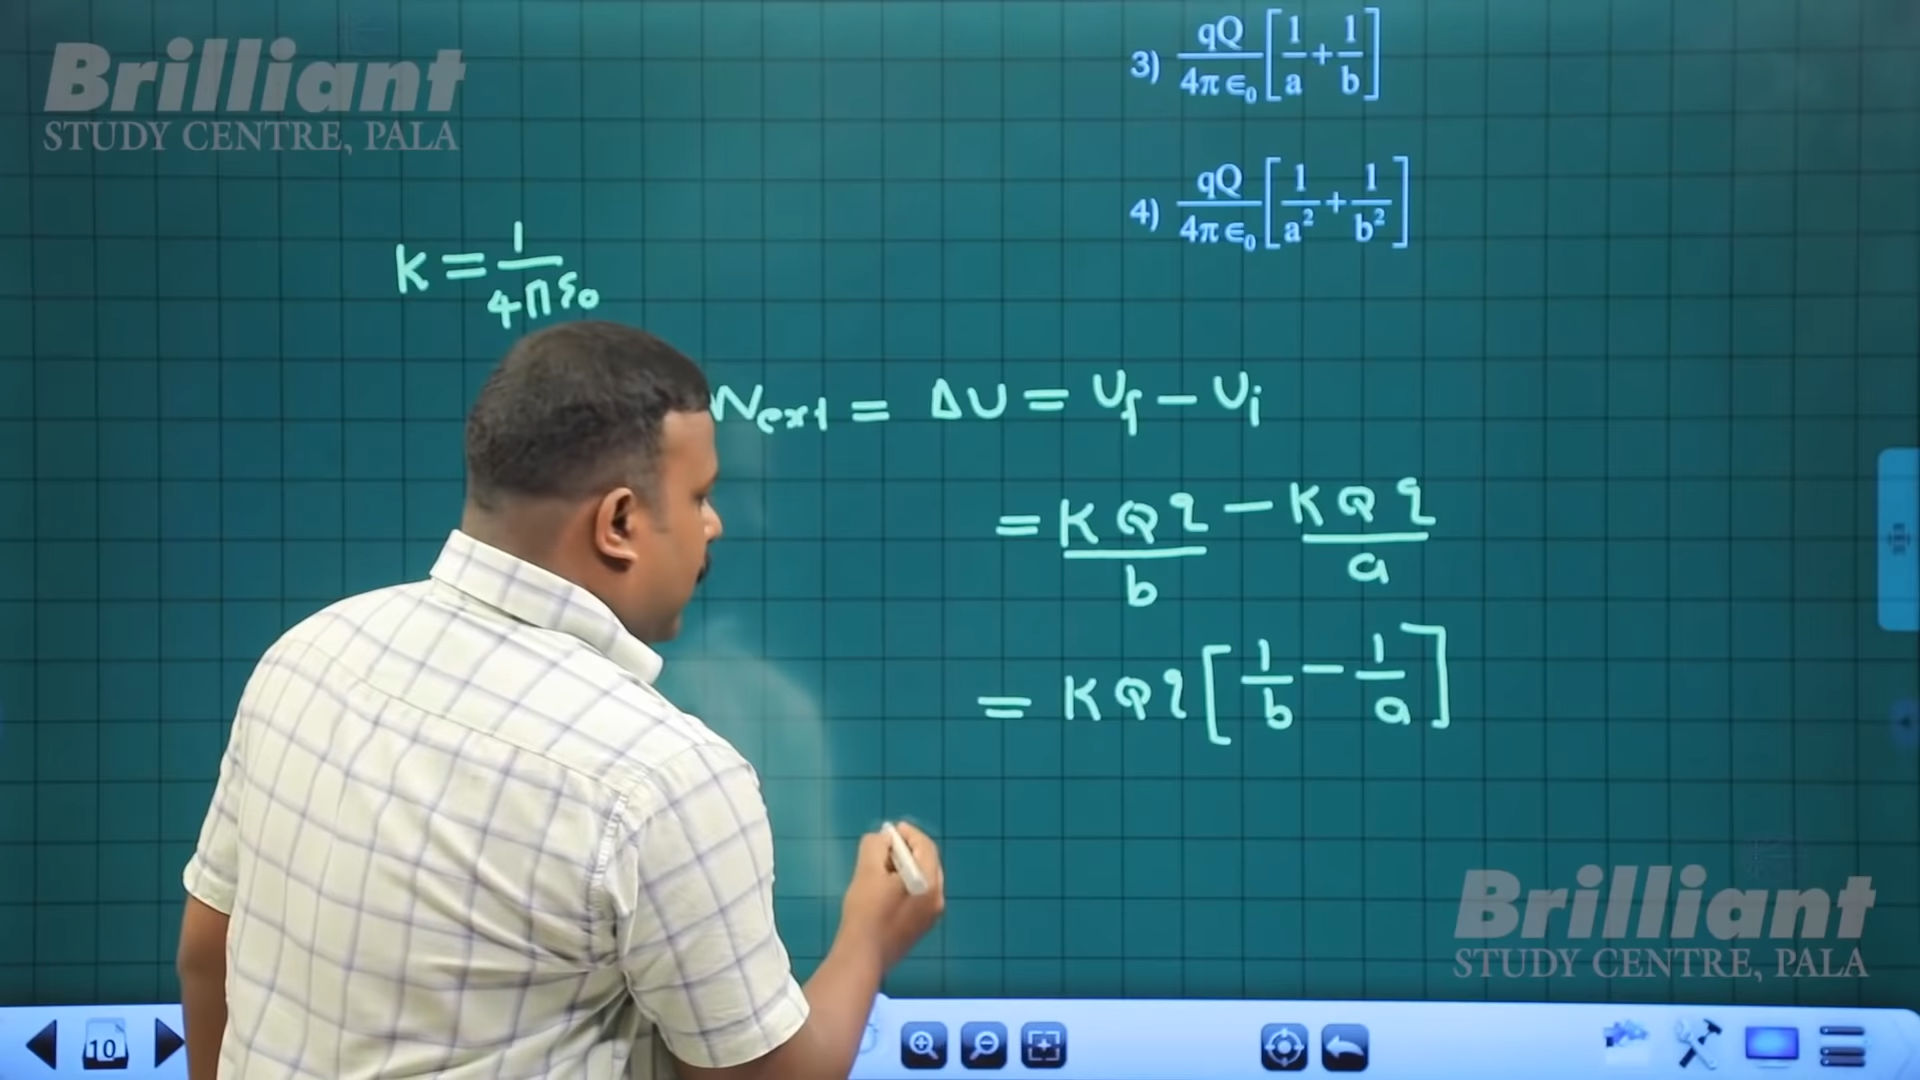 Brilliant
STUDY CENTRE, PALA
3) qQ/4π∈₀ [1/a + 1/b]
4) qQ/4π∈₀ [1/a² + 1/b²]
K = 1/4πε₀
Wext = ΔU = Uf − Ui
= KQq/b − KQq/a
= KQq [1/b − 1/a]
Brilliant
STUDY CENTRE, PALA
10